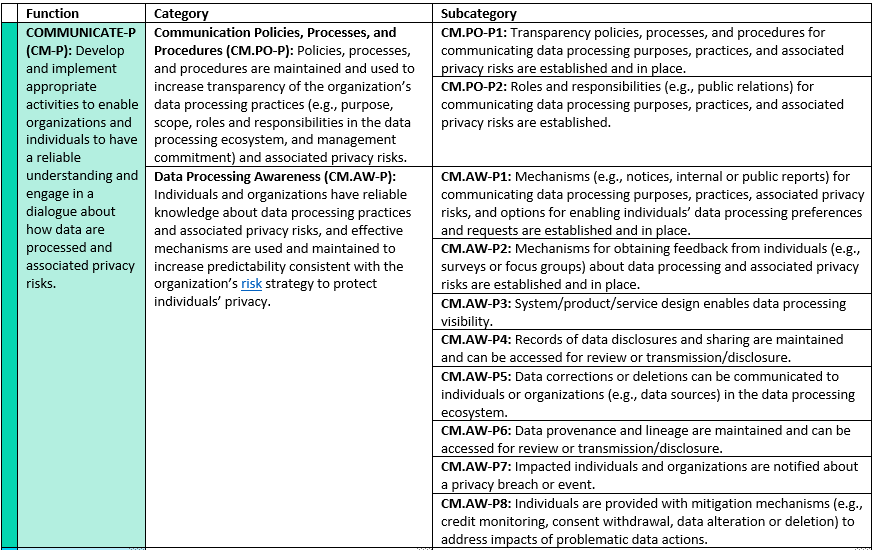 Function
Category
Subcategory
COMMUNICATE-P
(CM-P): Develop
and implement
appropriate
activities to enable
organizations and
individuals to have
a reliable
understanding and
engage in a
dialogue about
how data are
processed and
associated privacy
risks.
Communication Policies, Processes, and
Procedures (CM.PO-P): Policies, processes,
and procedures are maintained and used to
increase transparency of the organization’s
data processing practices (e.g., purpose,
scope, roles and responsibilities in the data
processing ecosystem, and management
commitment) and associated privacy risks.
CM.PO-P1: Transparency policies, processes, and procedures for
communicating data processing purposes, practices, and associated
privacy risks are established and in place.
CM.PO-P2: Roles and responsibilities (e.g., public relations) for
communicating data processing purposes, practices, and associated
privacy risks are established.
Data Processing Awareness (CM.AW-P):
Individuals and organizations have reliable
knowledge about data processing practices
and associated privacy risks, and effective
mechanisms are used and maintained to
increase predictability consistent with the
organization’s risk strategy to protect
individuals’ privacy.
CM.AW-P1: Mechanisms (e.g., notices, internal or public reports) for
communicating data processing purposes, practices, associated privacy
risks, and options for enabling individuals’ data processing preferences
and requests are established and in place.
CM.AW-P2: Mechanisms for obtaining feedback from individuals (e.g.,
surveys or focus groups) about data processing and associated privacy
risks are established and in place.
CM.AW-P3: System/product/service design enables data processing
visibility.
CM.AW-P4: Records of data disclosures and sharing are maintained
and can be accessed for review or transmission/disclosure.
CM.AW-P5: Data corrections or deletions can be communicated to
individuals or organizations (e.g., data sources) in the data processing
ecosystem.
CM.AW-P6: Data provenance and lineage are maintained and can be
accessed for review or transmission/disclosure.
CM.AW-P7: Impacted individuals and organizations are notified about
a privacy breach or event.
CM.AW-P8: Individuals are provided with mitigation mechanisms (e.g.,
credit monitoring, consent withdrawal, data alteration or deletion) to
address impacts of problematic data actions.